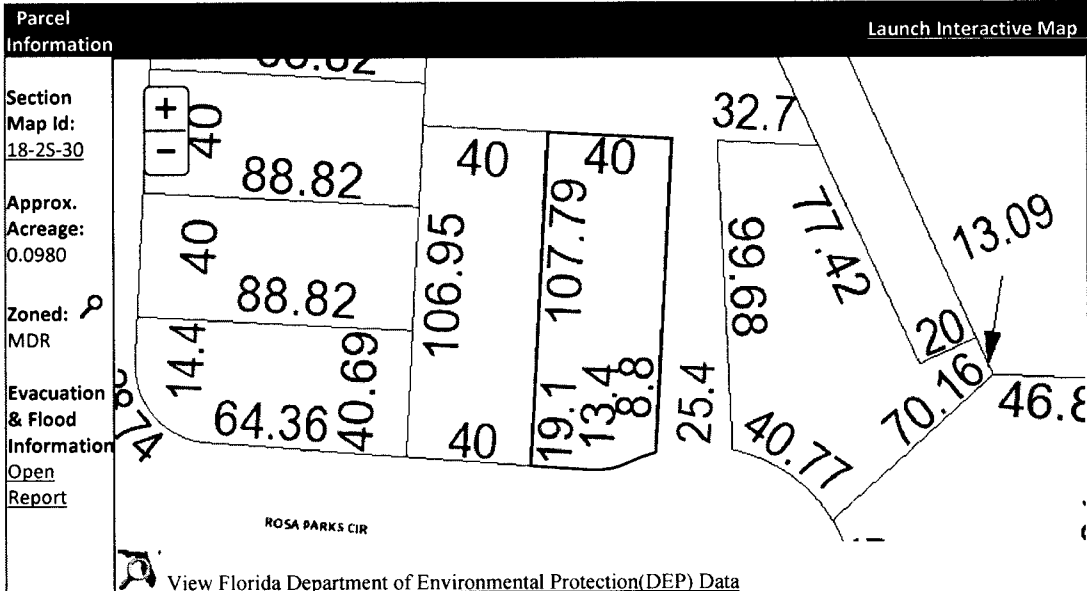 Parcel
Information
Launch Interactive Map
Section
Map Id:
18-2S-30
Approx.
Acreage:
0.0980
Zoned:
MDR
Evacuation
& Flood
Information
Open
Report
+
−
40
88.82
40
88.82
14.4
64.36
40.69
40
106.95
40
40
107.79
19.1
13.4
8.8
25.4
32.7
99.68
77.42
13.09
20
70.16
40.77
ROSA PARKS CIR
View Florida Department of Environmental Protection(DEP) Data